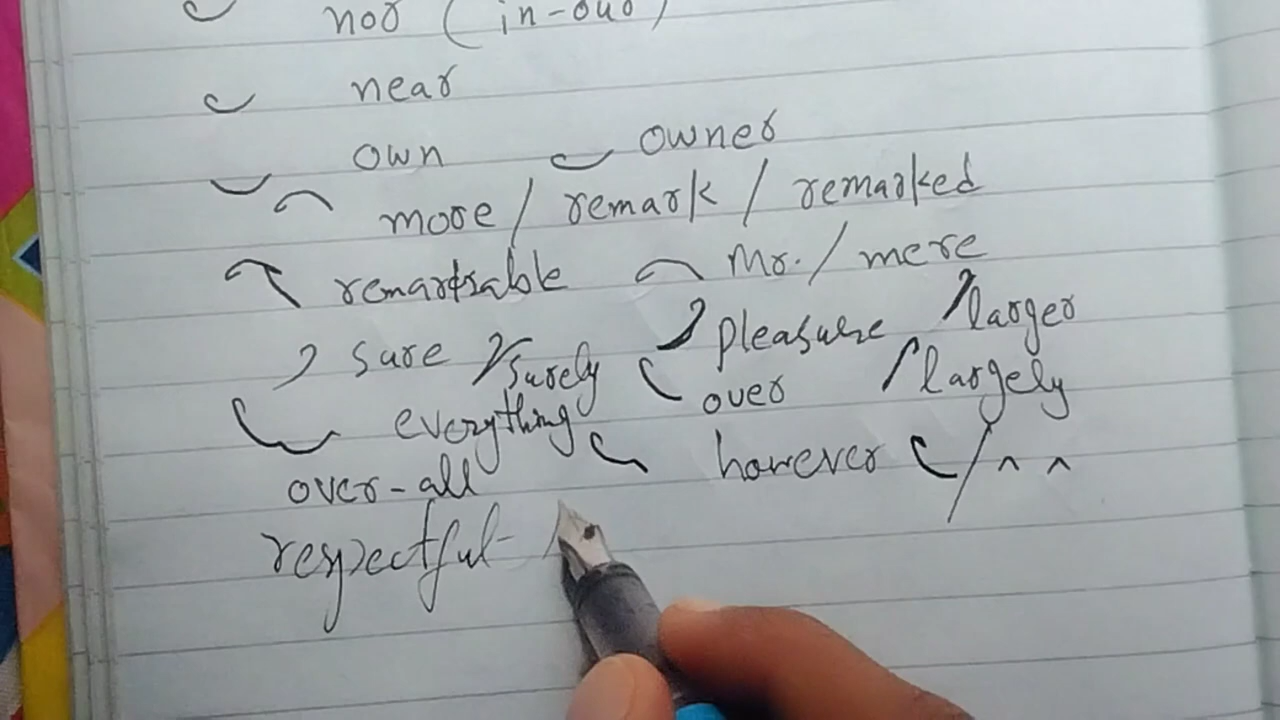 nor (in-our)
near
own owner
more / remark / remarked
remarkable Mr. / mere
sure surely pleasure larger
everything over largely
over-all however / ^ ^
respectful-